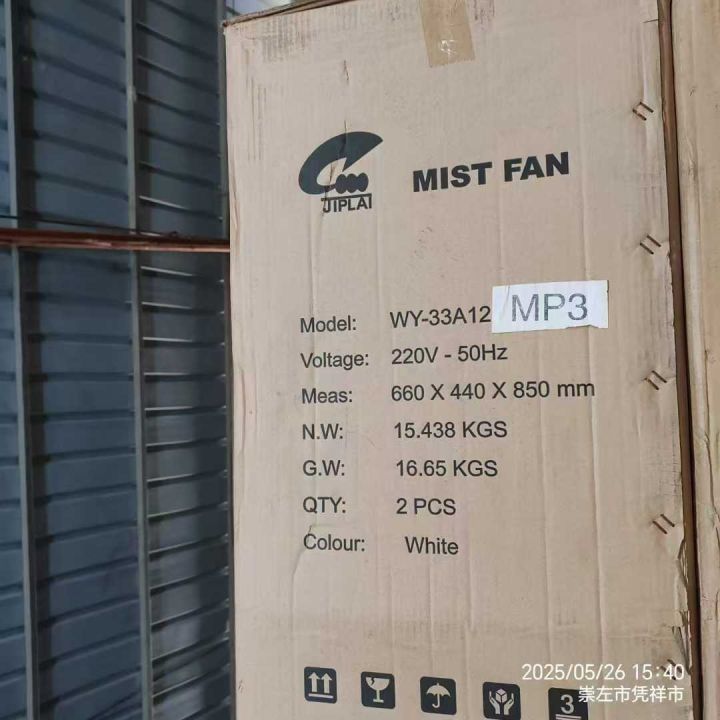 JIPLAI
MIST FAN
Model: WY-33A12 MP3
Voltage: 220V - 50Hz
Meas: 660 X 440 X 850 mm
N.W: 15.438 KGS
G.W: 16.65 KGS
QTY: 2 PCS
Colour: White
3
2025/05/26 15:40
崇左市凭祥市